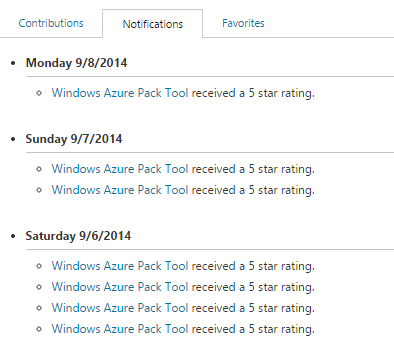 Contributions Notifications Favorites
Monday 9/8/2014
Windows Azure Pack Tool received a 5 star rating.
Sunday 9/7/2014
Windows Azure Pack Tool received a 5 star rating.
Windows Azure Pack Tool received a 5 star rating.
Saturday 9/6/2014
Windows Azure Pack Tool received a 5 star rating.
Windows Azure Pack Tool received a 5 star rating.
Windows Azure Pack Tool received a 5 star rating.
Windows Azure Pack Tool received a 5 star rating.